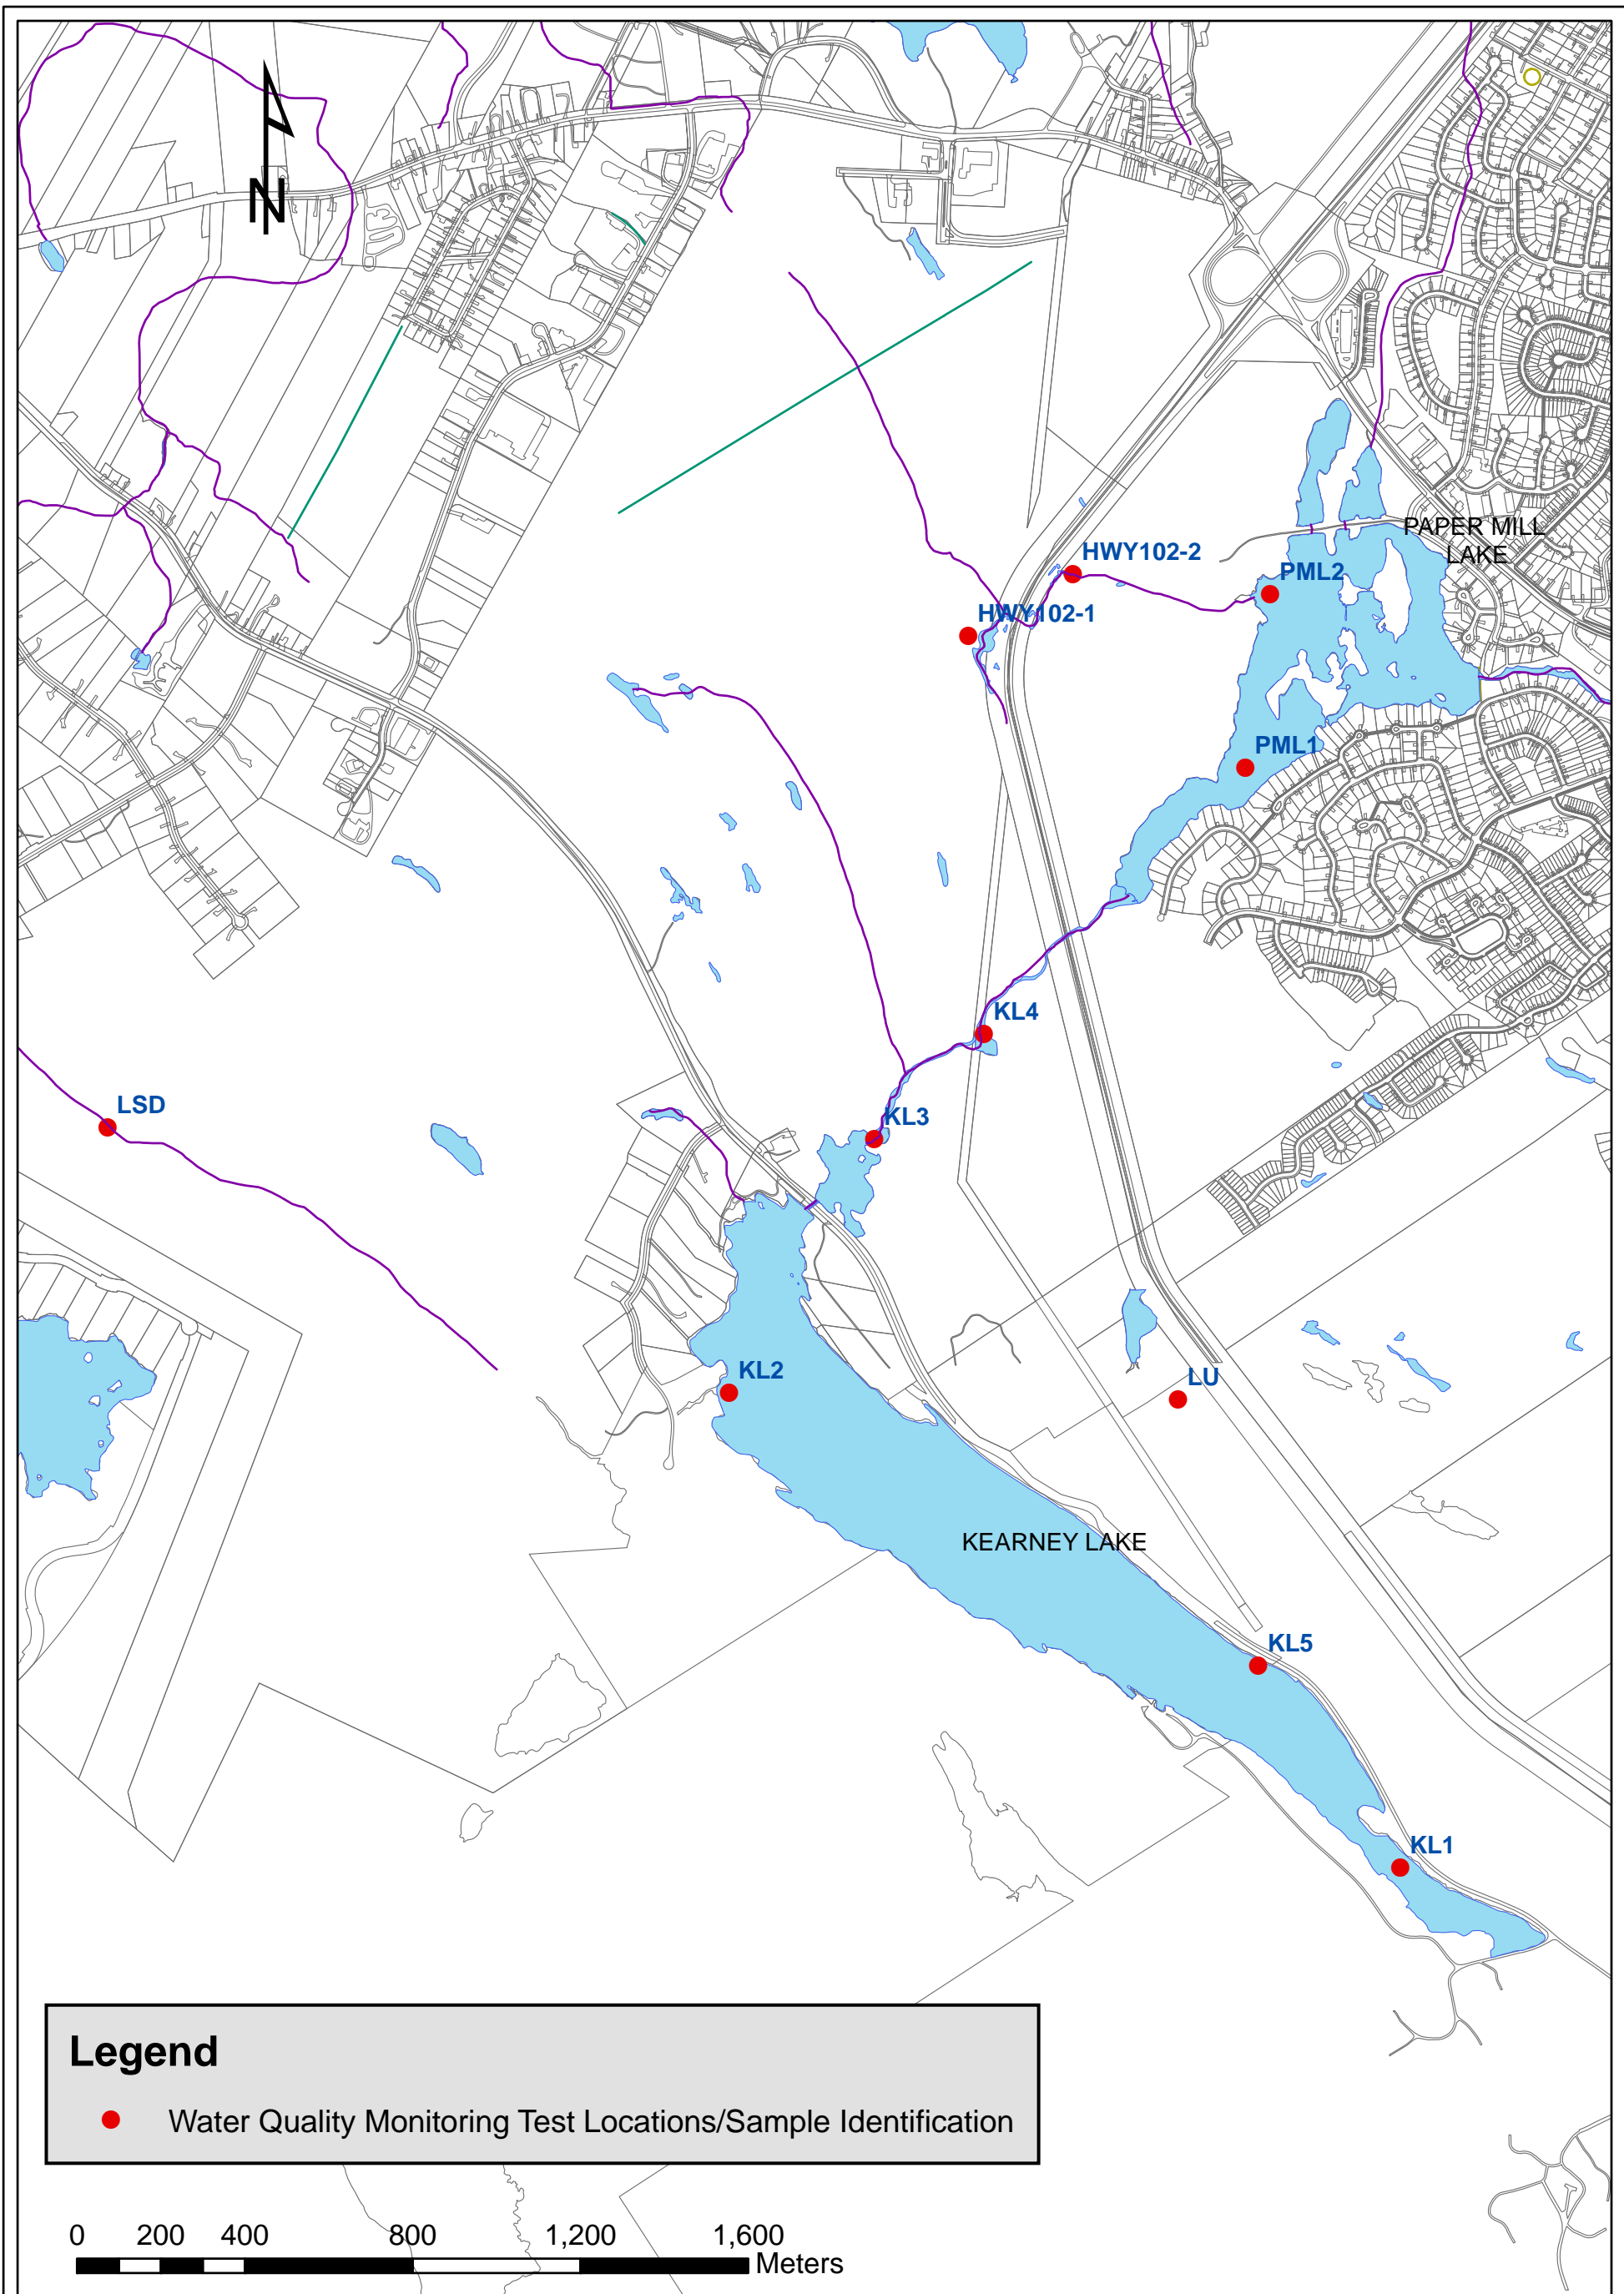 N
PAPER MILL
LAKE
HWY102-2
PML2
HWY102-1
PML1
KL4
LSD
KL3
KL2
LU
KEARNEY LAKE
KL5
KL1
Legend
Water Quality Monitoring Test Locations/Sample Identification
0 200 400 800 1,200 1,600
Meters